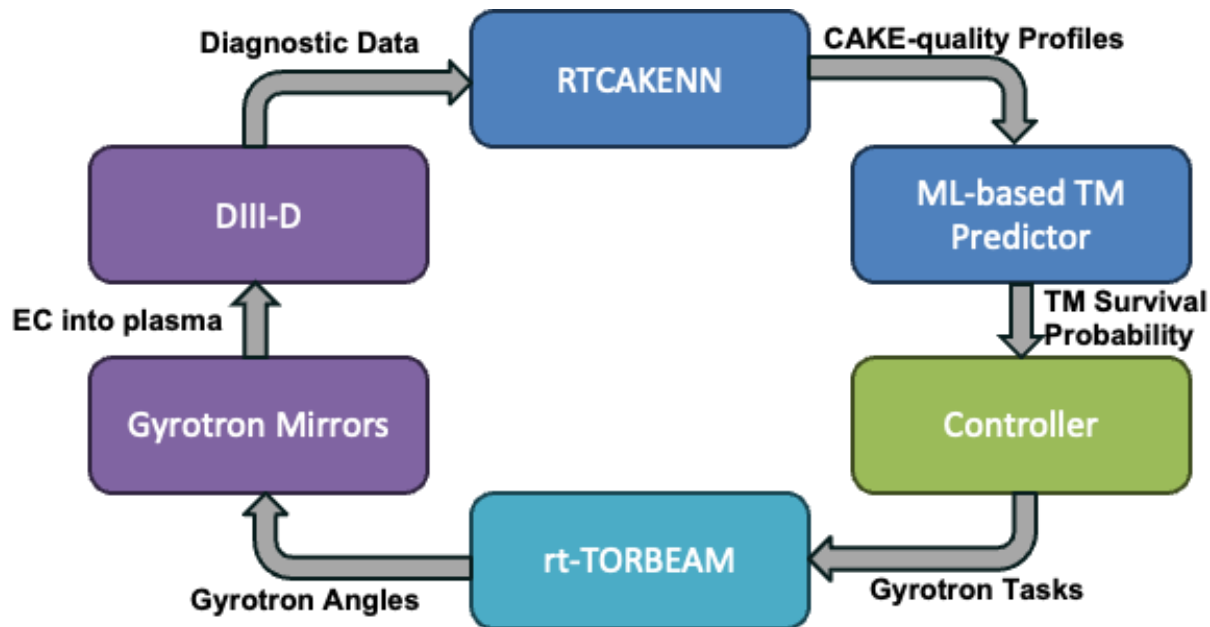 Diagnostic Data
CAKE-quality Profiles
RTCAKENN
DIII-D
ML-based TM
Predictor
EC into plasma
TM Survival
Probability
Gyrotron Mirrors
Controller
rt-TORBEAM
Gyrotron Angles
Gyrotron Tasks